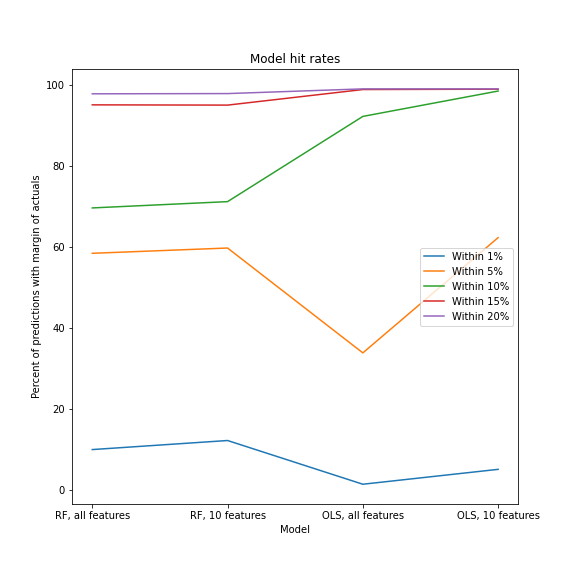 Model hit rates
Percent of predictions with margin of actuals
100
80
60
40
20
0
Within 1%
Within 5%
Within 10%
Within 15%
Within 20%
RF, all features
RF, 10 features
OLS, all features
OLS, 10 features
Model